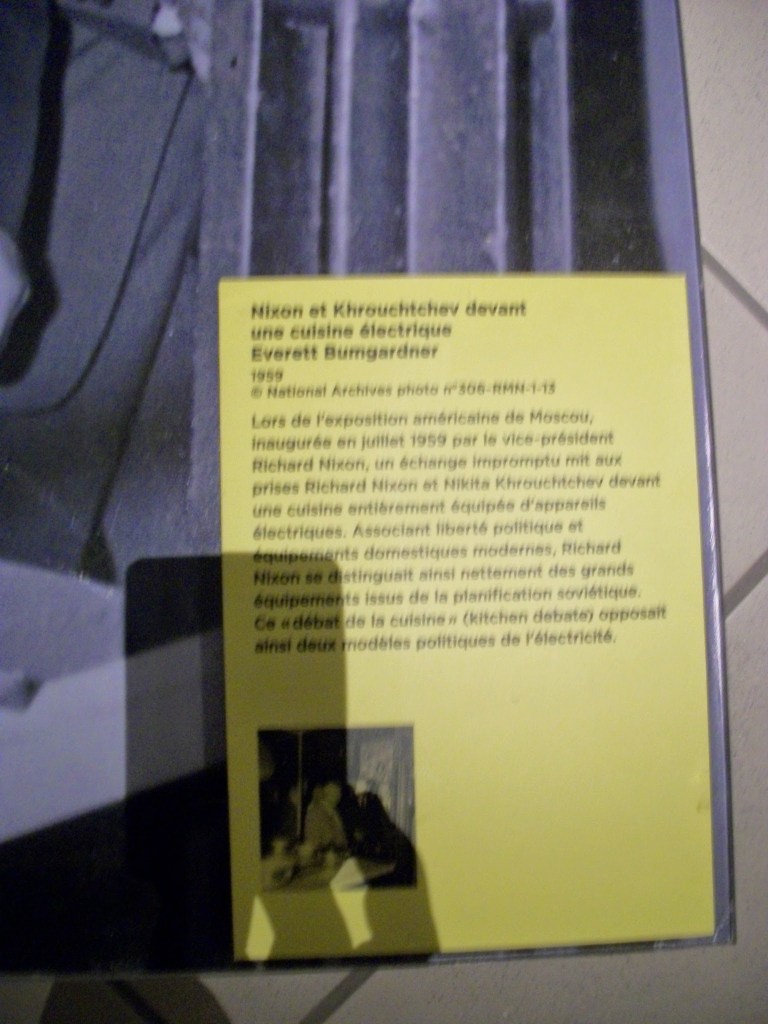 Nixon et Khrouchtchev devant
une cuisine électrique
Everett Bumgardner
1959
© National Archives photo n°306-RMN-1-13
Lors de l'exposition américaine de Moscou,
inaugurée en juillet 1959 par le vice-président
Richard Nixon, un échange impromptu mit aux
prises Richard Nixon et Nikita Khrouchtchev devant
une cuisine entièrement équipée d'appareils
électriques. Associant liberté politique et
équipements domestiques modernes, Richard
Nixon se distinguait ainsi nettement des grands
équipements issus de la planification soviétique.
Ce « débat de la cuisine » (kitchen debate) opposait
ainsi deux modèles politiques de l'électricité.